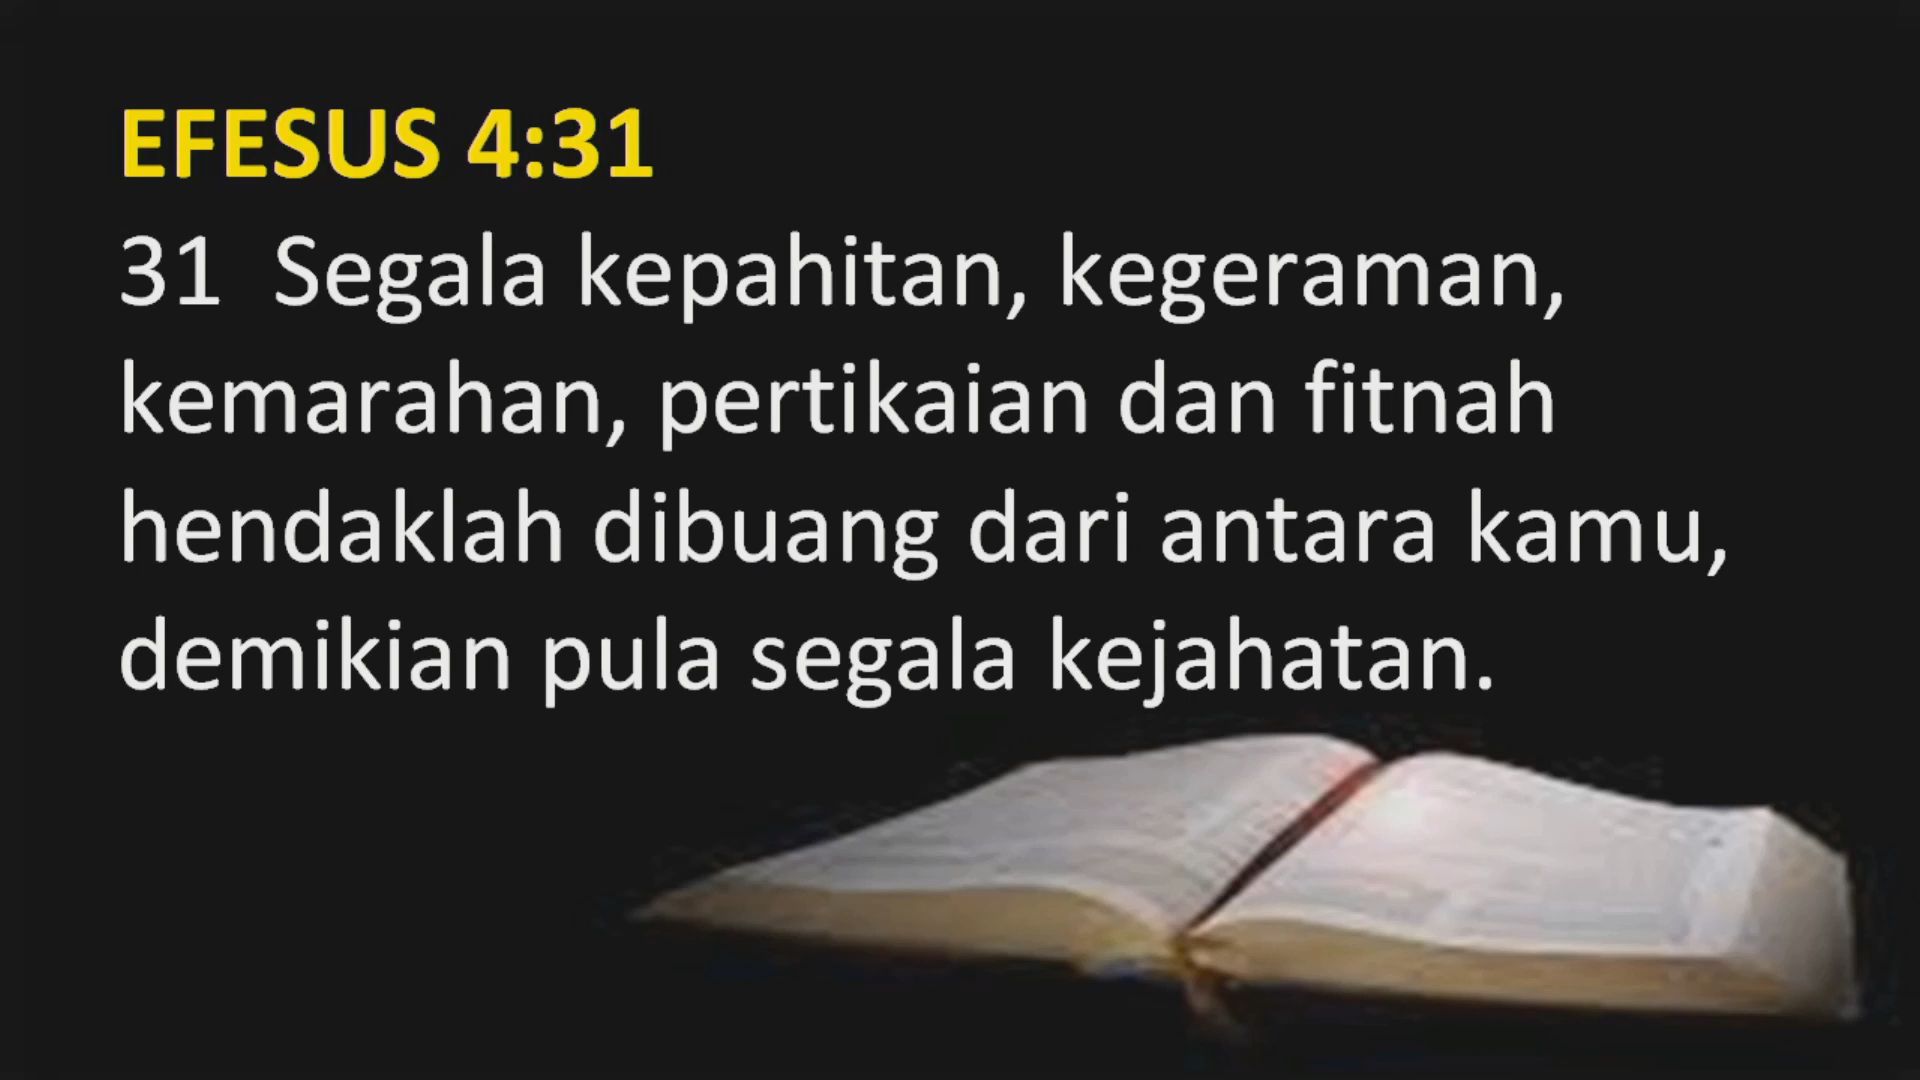 EFESUS 4:31
31  Segala kepahitan, kegeraman,
kemarahan, pertikaian dan fitnah
hendaklah dibuang dari antara kamu,
demikian pula segala kejahatan.